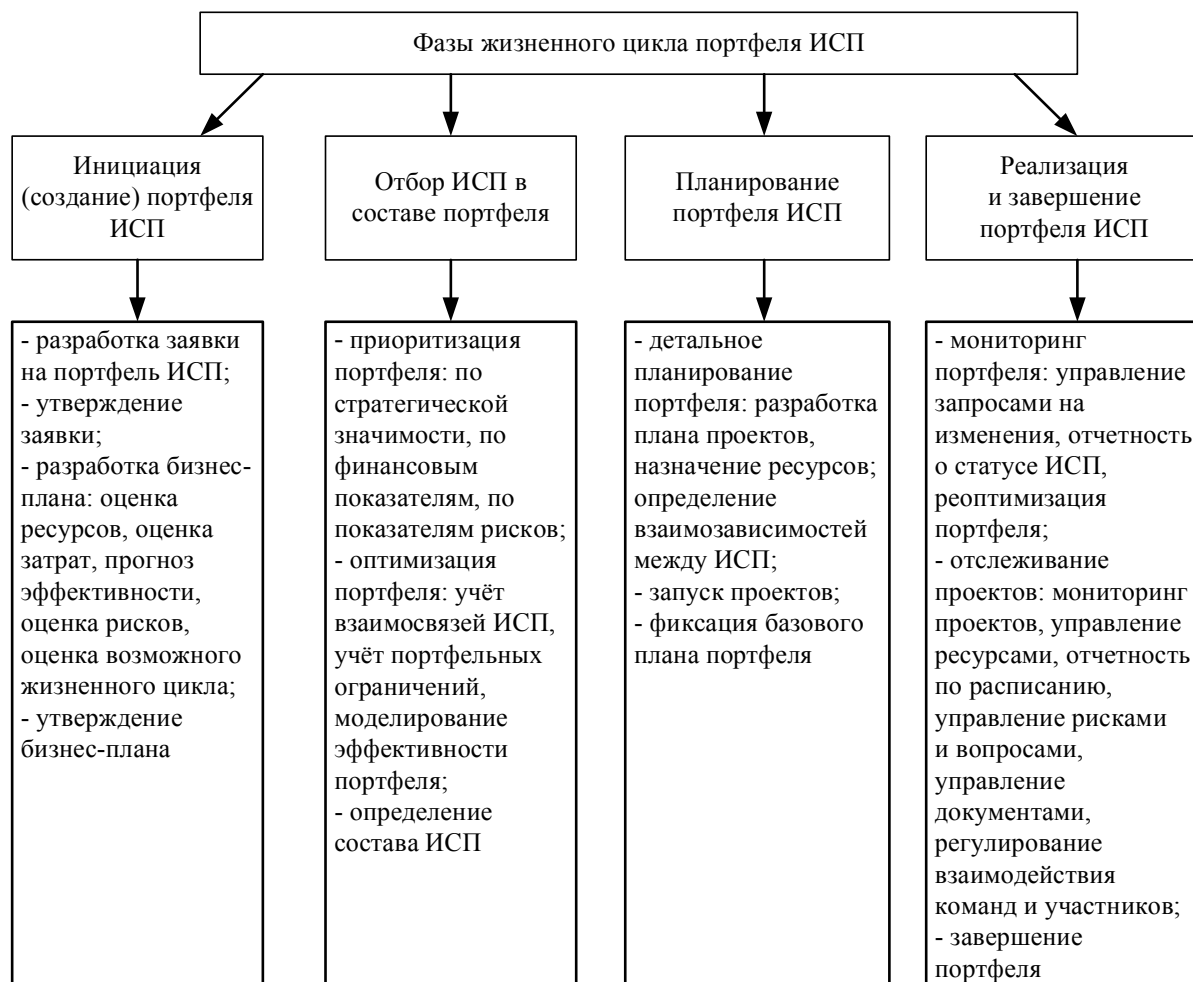 Фазы жизненного цикла портфеля ИСП
Инициация
(создание) портфеля
ИСП
Отбор ИСП в
составе портфеля
Планирование
портфеля ИСП
Реализация
и завершение
портфеля ИСП
- разработка заявки
на портфель ИСП;
- утверждение
заявки;
- разработка бизнес-
плана: оценка
ресурсов, оценка
затрат, прогноз
эффективности,
оценка рисков,
оценка возможного
жизненного цикла;
- утверждение
бизнес-плана
- приоритизация
портфеля: по
стратегической
значимости, по
финансовым
показателям, по
показателям рисков;
- оптимизация
портфеля: учёт
взаимосвязей ИСП,
учёт портфельных
ограничений,
моделирование
эффективности
портфеля;
- определение
состава ИСП
- детальное
планирование
портфеля: разработка
плана проектов,
назначение ресурсов;
определение
взаимозависимостей
между ИСП;
- запуск проектов;
- фиксация базового
плана портфеля
- мониторинг
портфеля: управление
запросами на
изменения, отчетность
о статусе ИСП,
реоптимизация
портфеля;
- отслеживание
проектов: мониторинг
проектов, управление
ресурсами, отчетность
по расписанию,
управление рисками
и вопросами,
управление
документами,
регулирование
взаимодействия
команд и участников;
- завершение
портфеля